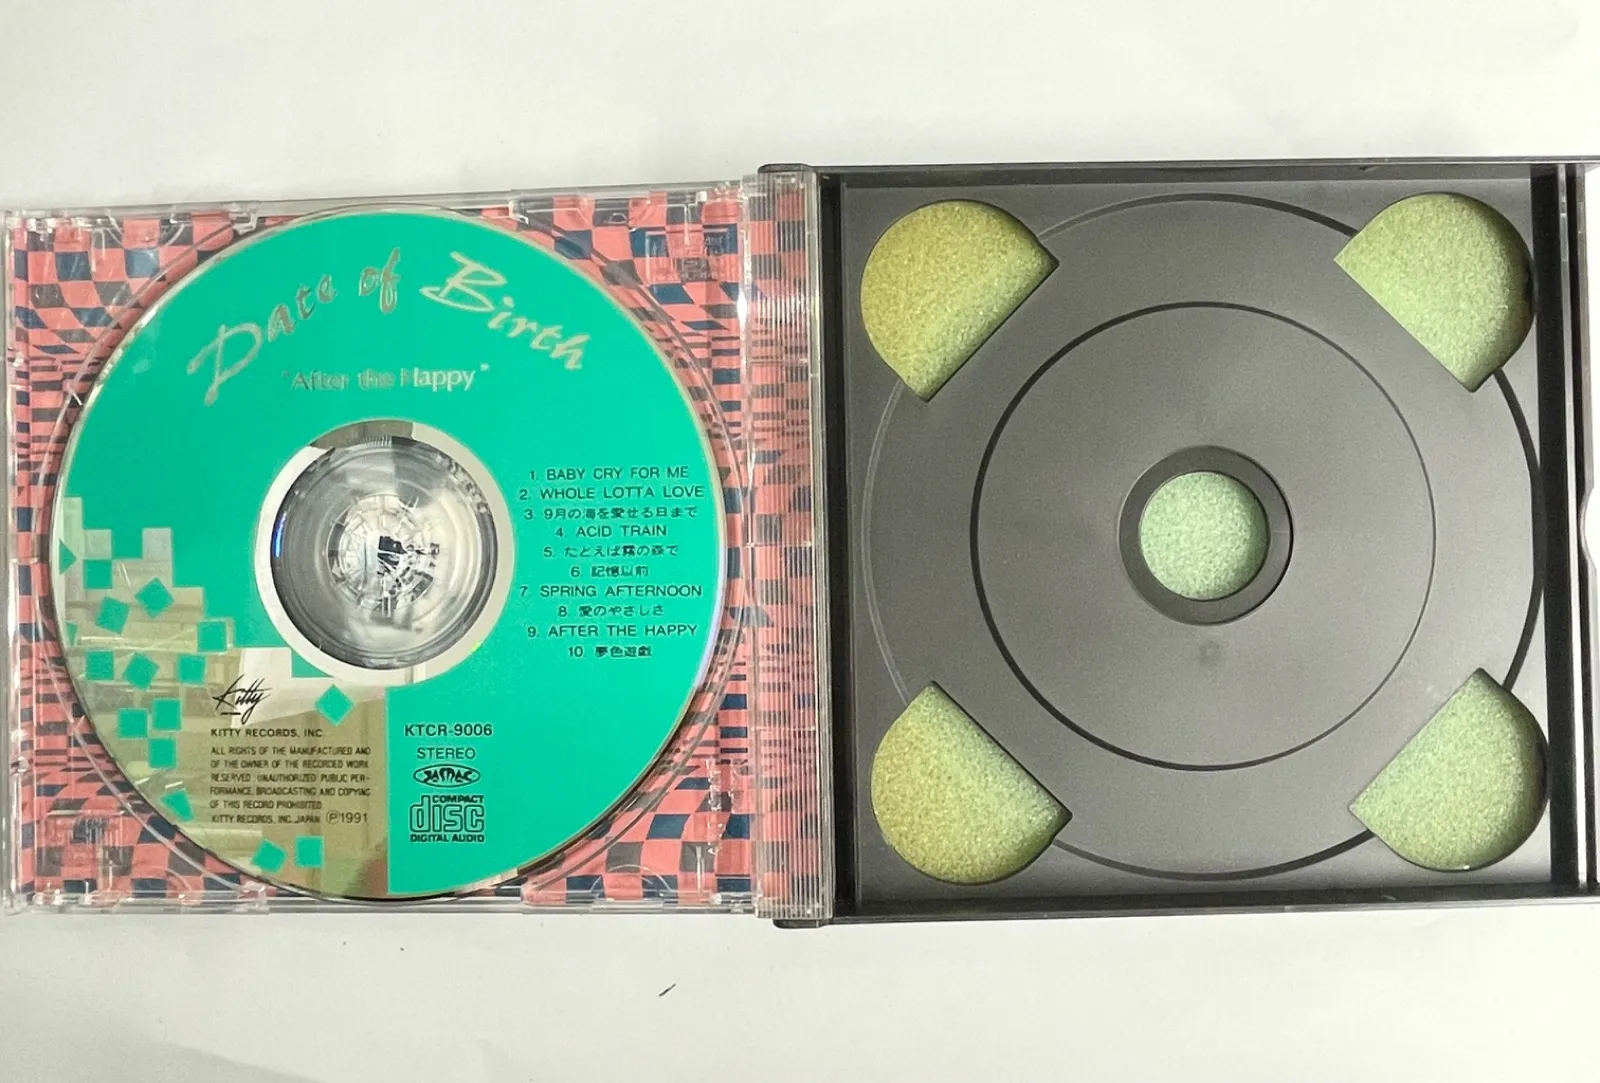 Date of Birth
"After the Happy"
1. BABY CRY FOR ME
2. WHOLE LOTTA LOVE
3. 9月の海を愛せる日まで
4. ACID TRAIN
5. たとえば霧の森で
6. 記憶以前
7. SPRING AFTERNOON
8. 愛のやさしさ
9. AFTER THE HAPPY
10. 夢色遊戯
Kitty
KITTY RECORDS, INC.
ALL RIGHTS OF THE MANUFACTURED AND
OF THE OWNER OF THE RECORDED WORK
RESERVED. UNAUTHORIZED PUBLIC PER-
FORMANCE, BROADCASTING AND COPYING
OF THIS RECORD PROHIBITED
KITTY RECORDS, INC. JAPAN Ⓟ1991
KTCR-9006
STEREO
JASRAC
COMPACT
disc
DIGITAL AUDIO